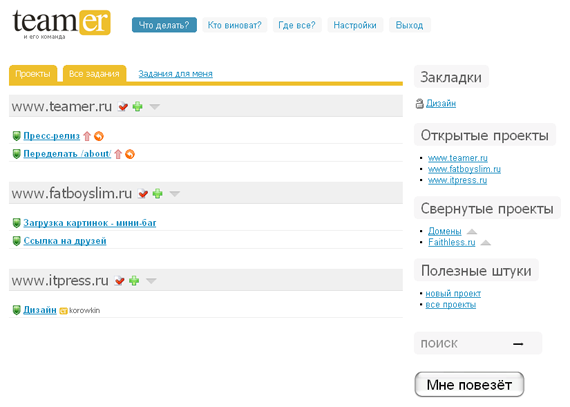 teamer
и его команда
Что делать?
Кто виноват?
Где все?
Настройки
Выход
Проекты
Все задания
Задания для меня
www.teamer.ru
Пресс-релиз
Переделать /about/
www.fatboyslim.ru
Загрузка картинок - мини-баг
Ссылка на друзей
www.itpress.ru
Дизайн korowkin
Закладки
Дизайн
Открытые проекты
www.teamer.ru
www.fatboyslim.ru
www.itpress.ru
Свернутые проекты
Домены
Faithless.ru
Полезные штуки
новый проект
все проекты
поиск
Мне повезёт